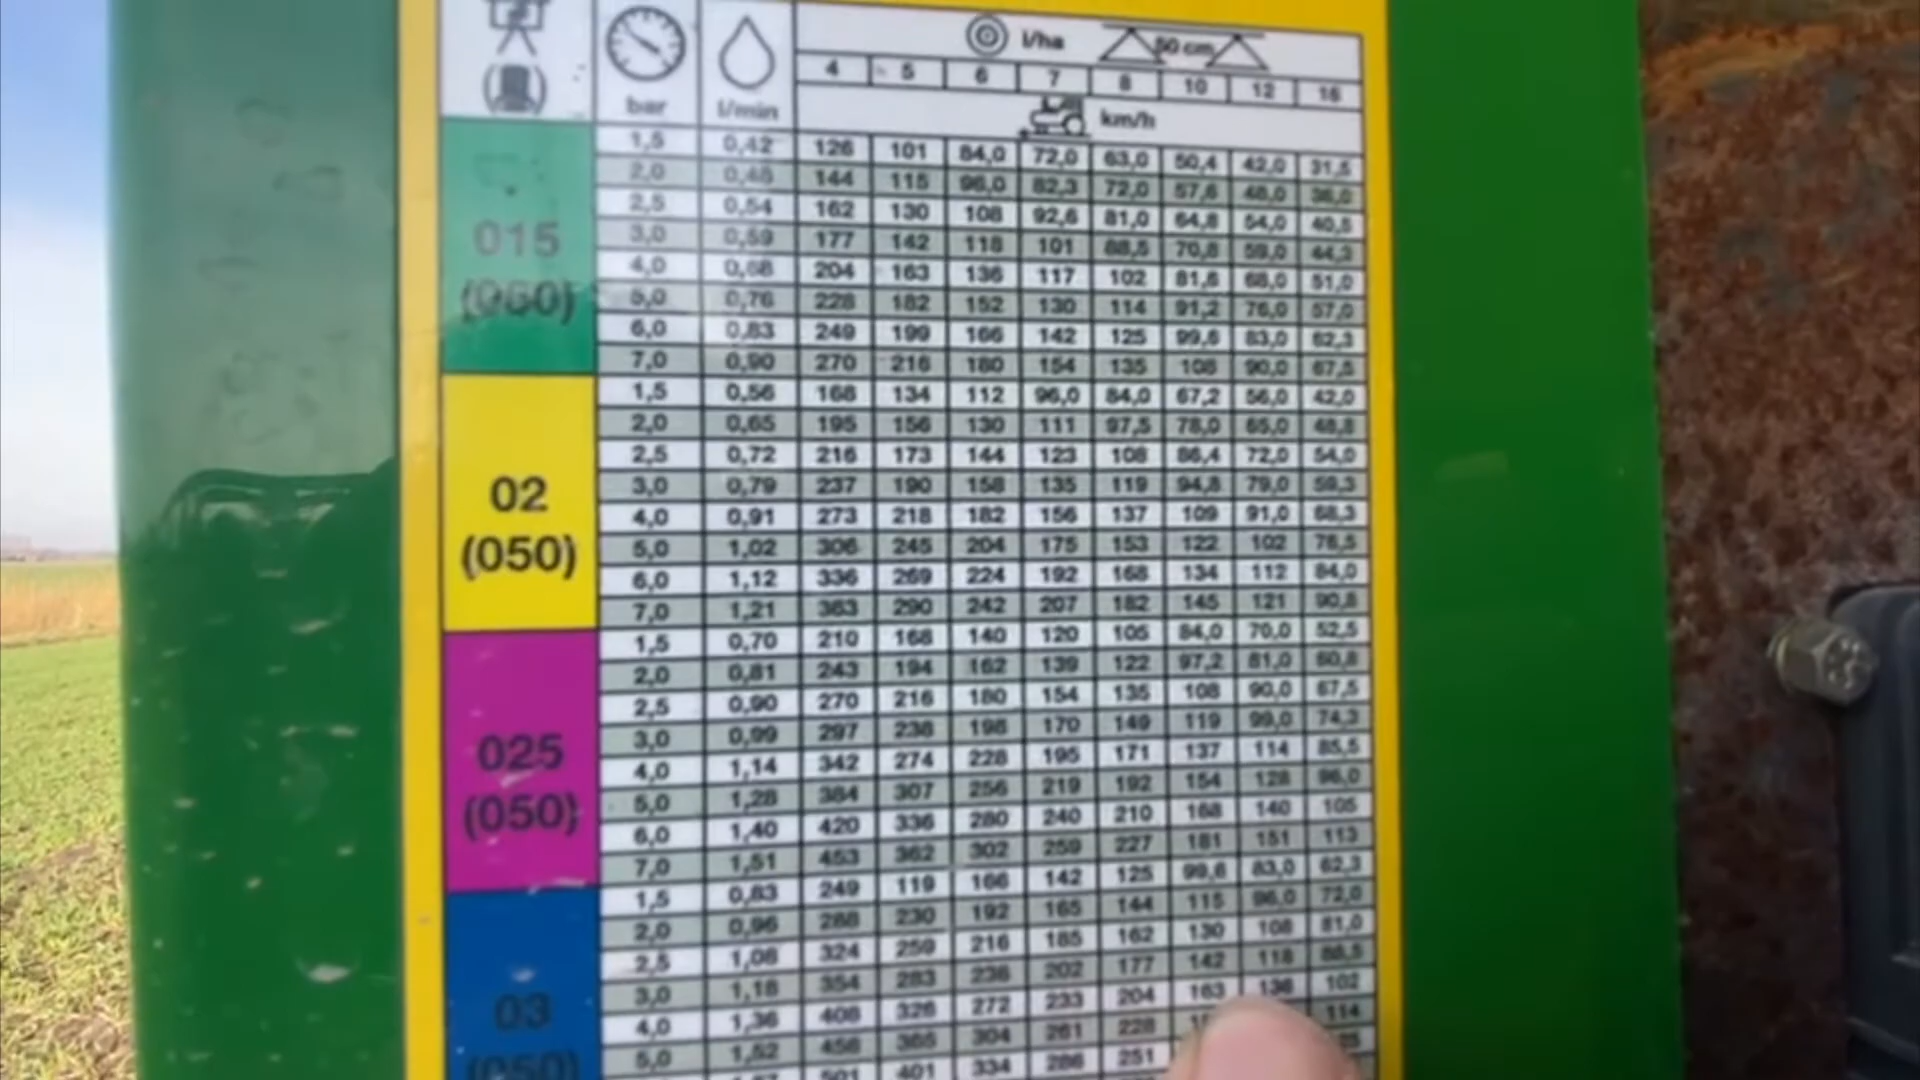 l/ha 50 cm
4 5 6 7 8 10 12 16
bar l/min km/h
1,5 0,42 126 101 84,0 72,0 63,0 50,4 42,0 31,5
2,0 0,48 144 115 96,0 82,3 72,0 57,6 48,0 36,0
2,5 0,54 162 130 108 92,6 81,0 64,8 54,0 40,5
015
3,0 0,59 177 142 118 101 88,5 70,8 59,0 44,3
4,0 0,68 204 163 136 117 102 81,6 68,0 51,0
(060)
5,0 0,76 228 182 152 130 114 91,2 76,0 57,0
6,0 0,83 249 199 166 142 125 99,6 83,0 62,3
7,0 0,90 270 216 180 154 135 108 90,0 67,5
1,5 0,56 168 134 112 96,0 84,0 67,2 56,0 42,0
2,0 0,65 195 156 130 111 97,5 78,0 65,0 48,8
2,5 0,72 216 173 144 123 108 86,4 72,0 54,0
02
3,0 0,79 237 190 158 135 119 94,8 79,0 59,3
4,0 0,91 273 218 182 156 137 109 91,0 68,3
(050)
5,0 1,02 306 245 204 175 153 122 102 76,5
6,0 1,12 336 269 224 192 168 134 112 84,0
7,0 1,21 363 290 242 207 182 145 121 90,8
1,5 0,70 210 168 140 120 105 84,0 70,0 52,5
2,0 0,81 243 194 162 139 122 97,2 81,0 60,8
2,5 0,90 270 216 180 154 135 108 90,0 67,5
025
3,0 0,99 297 238 198 170 149 119 99,0 74,3
4,0 1,14 342 274 228 195 171 137 114 85,5
(050)
5,0 1,28 384 307 256 219 192 154 128 96,0
6,0 1,40 420 336 280 240 210 168 140 105
7,0 1,51 453 362 302 259 227 181 151 113
1,5 0,83 249 119 166 142 125 99,6 83,0 62,3
2,0 0,96 288 230 192 165 144 115 96,0 72,0
2,5 1,08 324 259 216 185 162 130 108 81,0
03
3,0 1,18 354 283 236 202 177 142 118 88,5
4,0 1,36 408 326 272 233 204 163 136 102
(050)
5,0 1,52 456 365 304 261 228 114
501 401 334 286 251